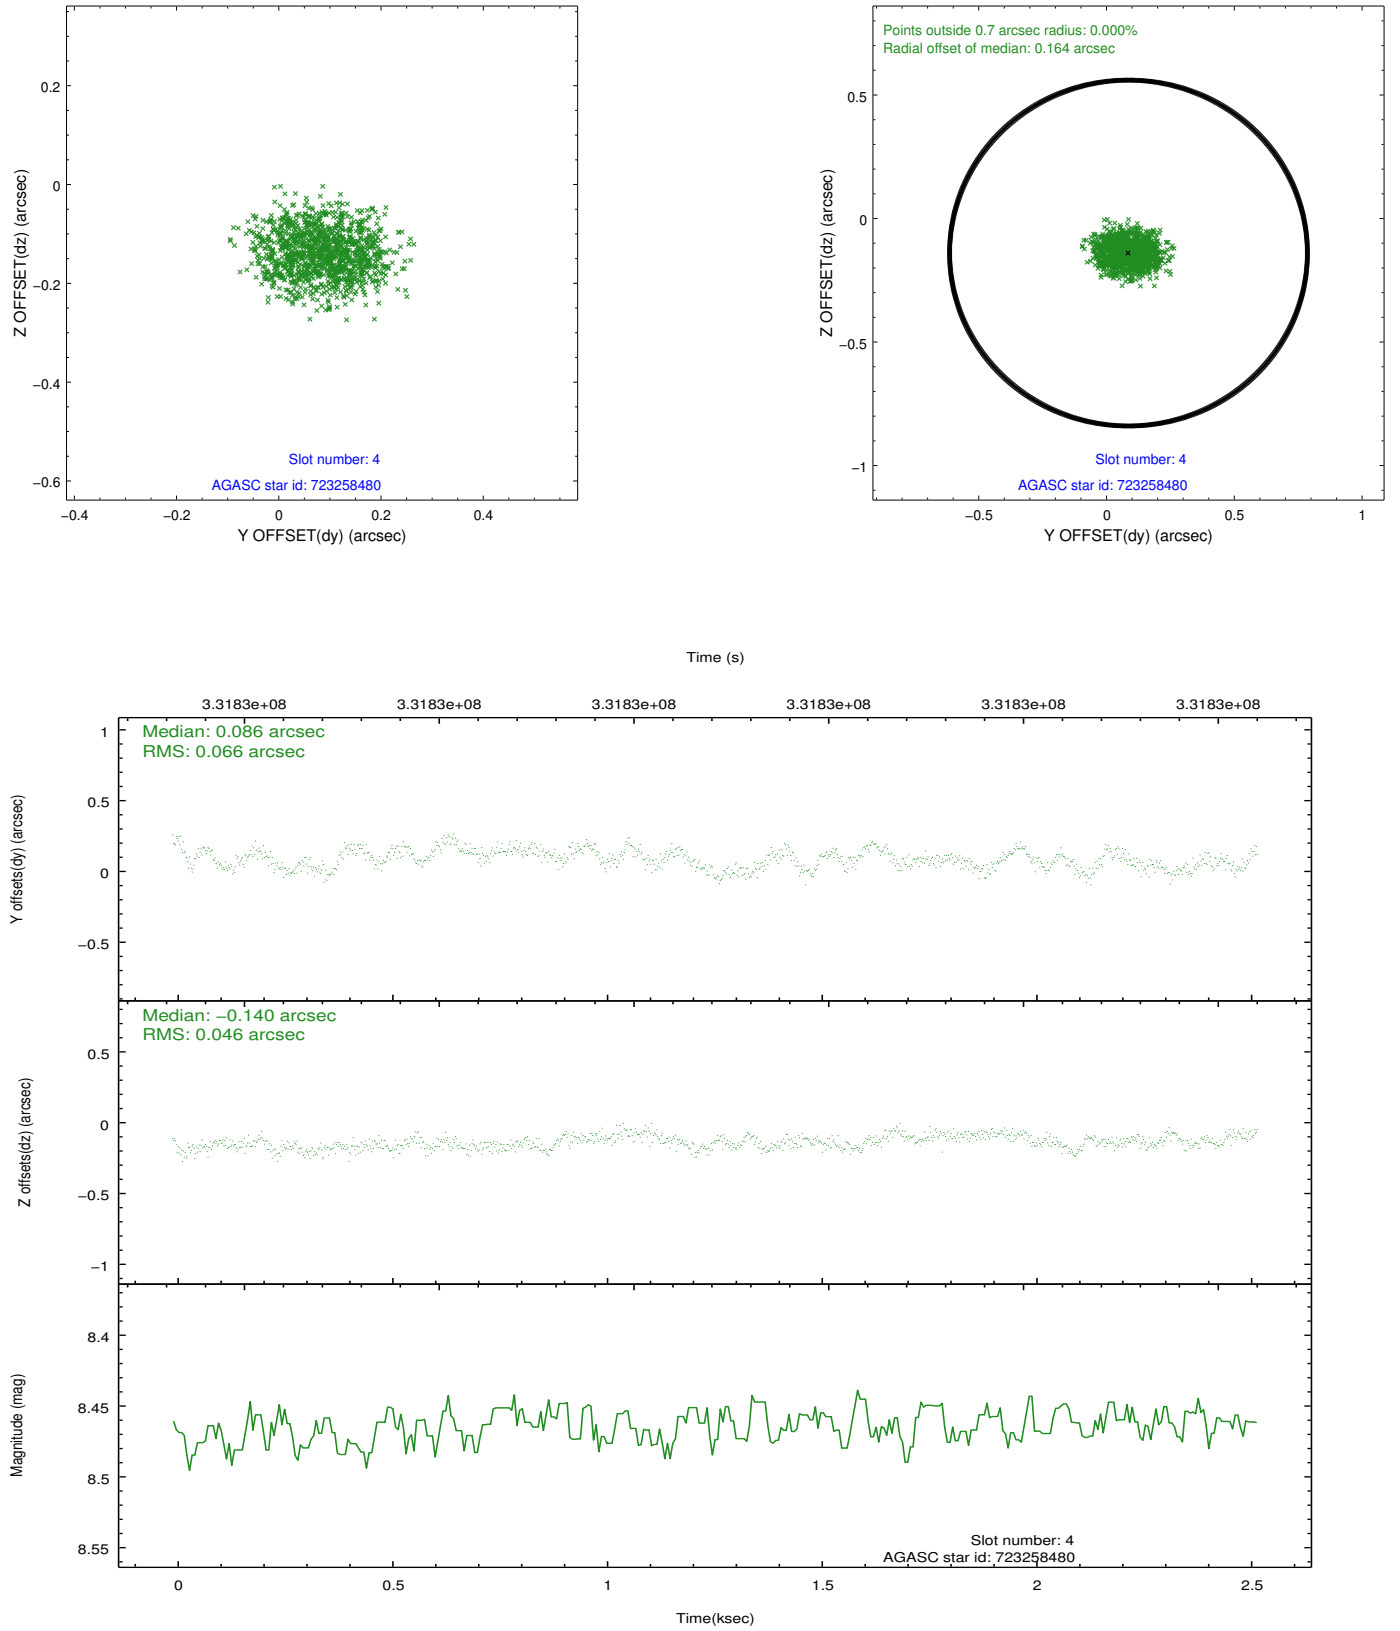 0.2
0
−0.2
−0.4
−0.6
Z OFFSET(dz) (arcsec)
Slot number: 4
AGASC star id: 723258480
−0.4
−0.2
0
0.2
0.4
Y OFFSET(dy) (arcsec)
Points outside 0.7 arcsec radius: 0.000%
Radial offset of median: 0.164 arcsec
0.5
0
−0.5
−1
Z OFFSET(dz) (arcsec)
Slot number: 4
AGASC star id: 723258480
−0.5
0
0.5
1
Y OFFSET(dy) (arcsec)
Time (s)
3.3183e+08
3.3183e+08
3.3183e+08
3.3183e+08
3.3183e+08
3.3183e+08
Median: 0.086 arcsec
RMS: 0.066 arcsec
1
0.5
0
−0.5
Y offsets(dy) (arcsec)
Median: −0.140 arcsec
RMS: 0.046 arcsec
0.5
0
−0.5
−1
Z offsets(dz) (arcsec)
8.4
8.45
8.5
8.55
Magnitude (mag)
Slot number: 4
AGASC star id: 723258480
0
0.5
1
1.5
2
2.5
Time(ksec)